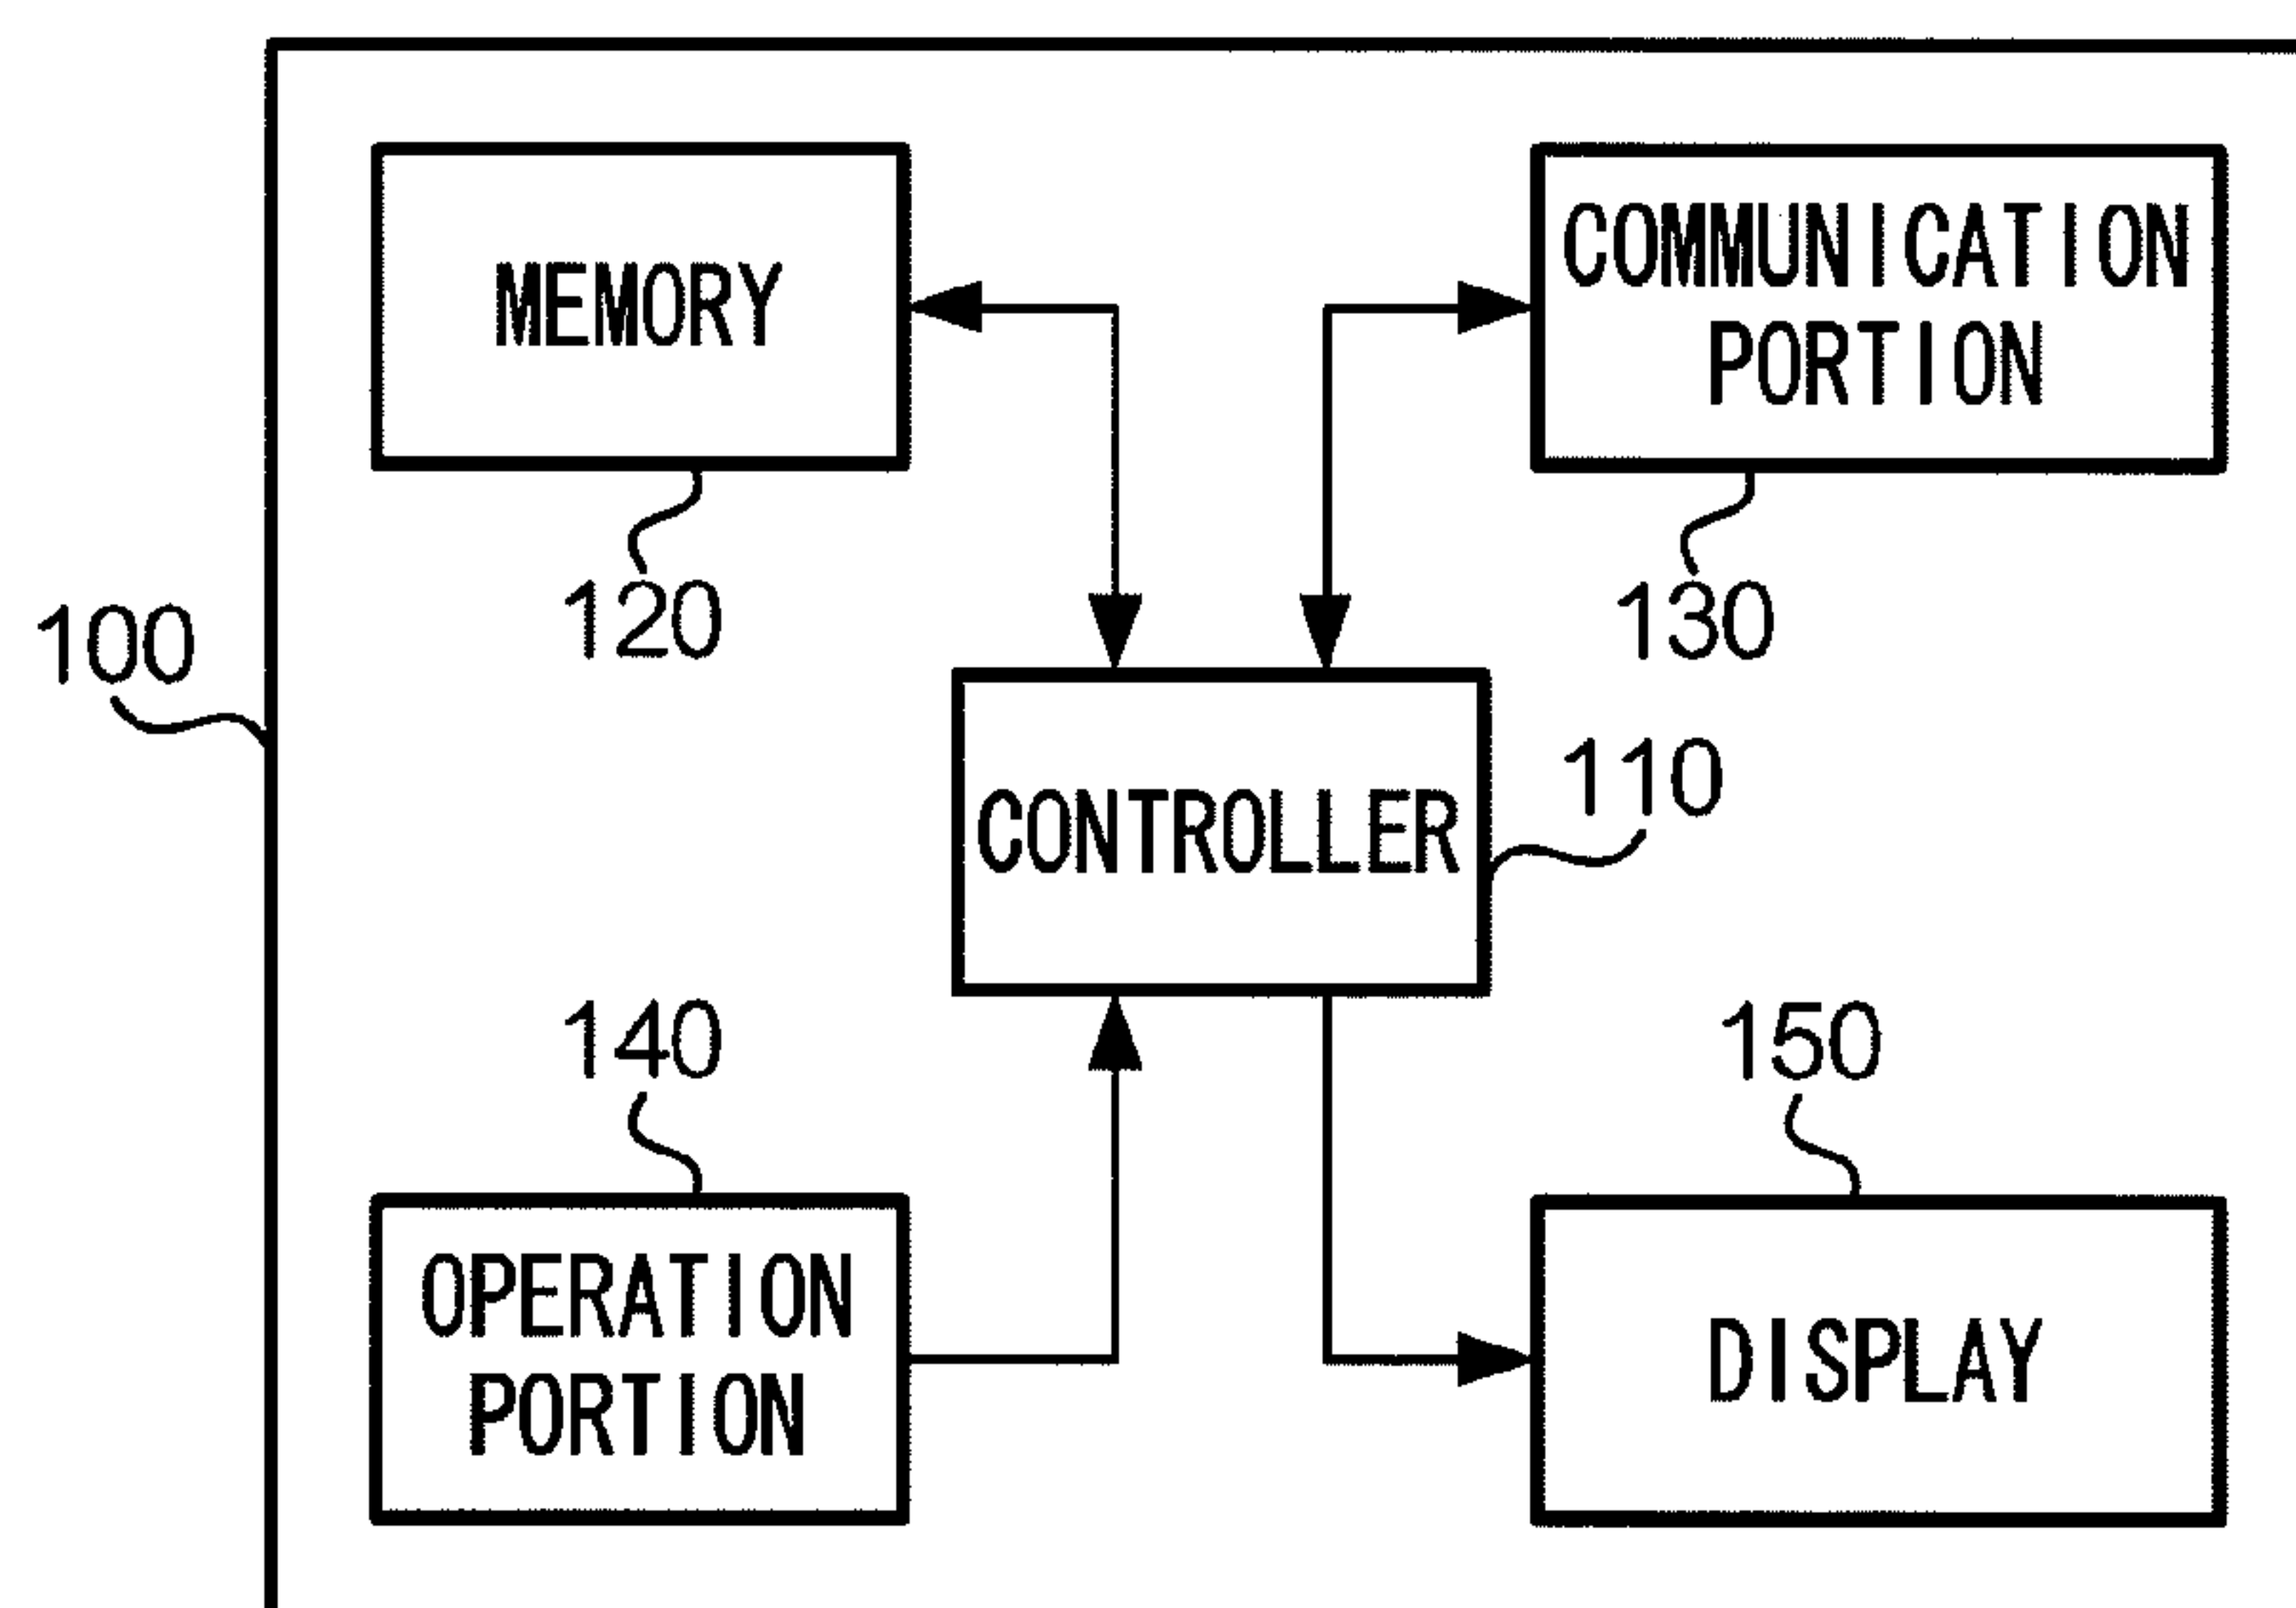 MEMORY
COMMUNICATION
PORTION
120
130
100
110
CONTROLLER
140
150
OPERATION
PORTION
DISPLAY